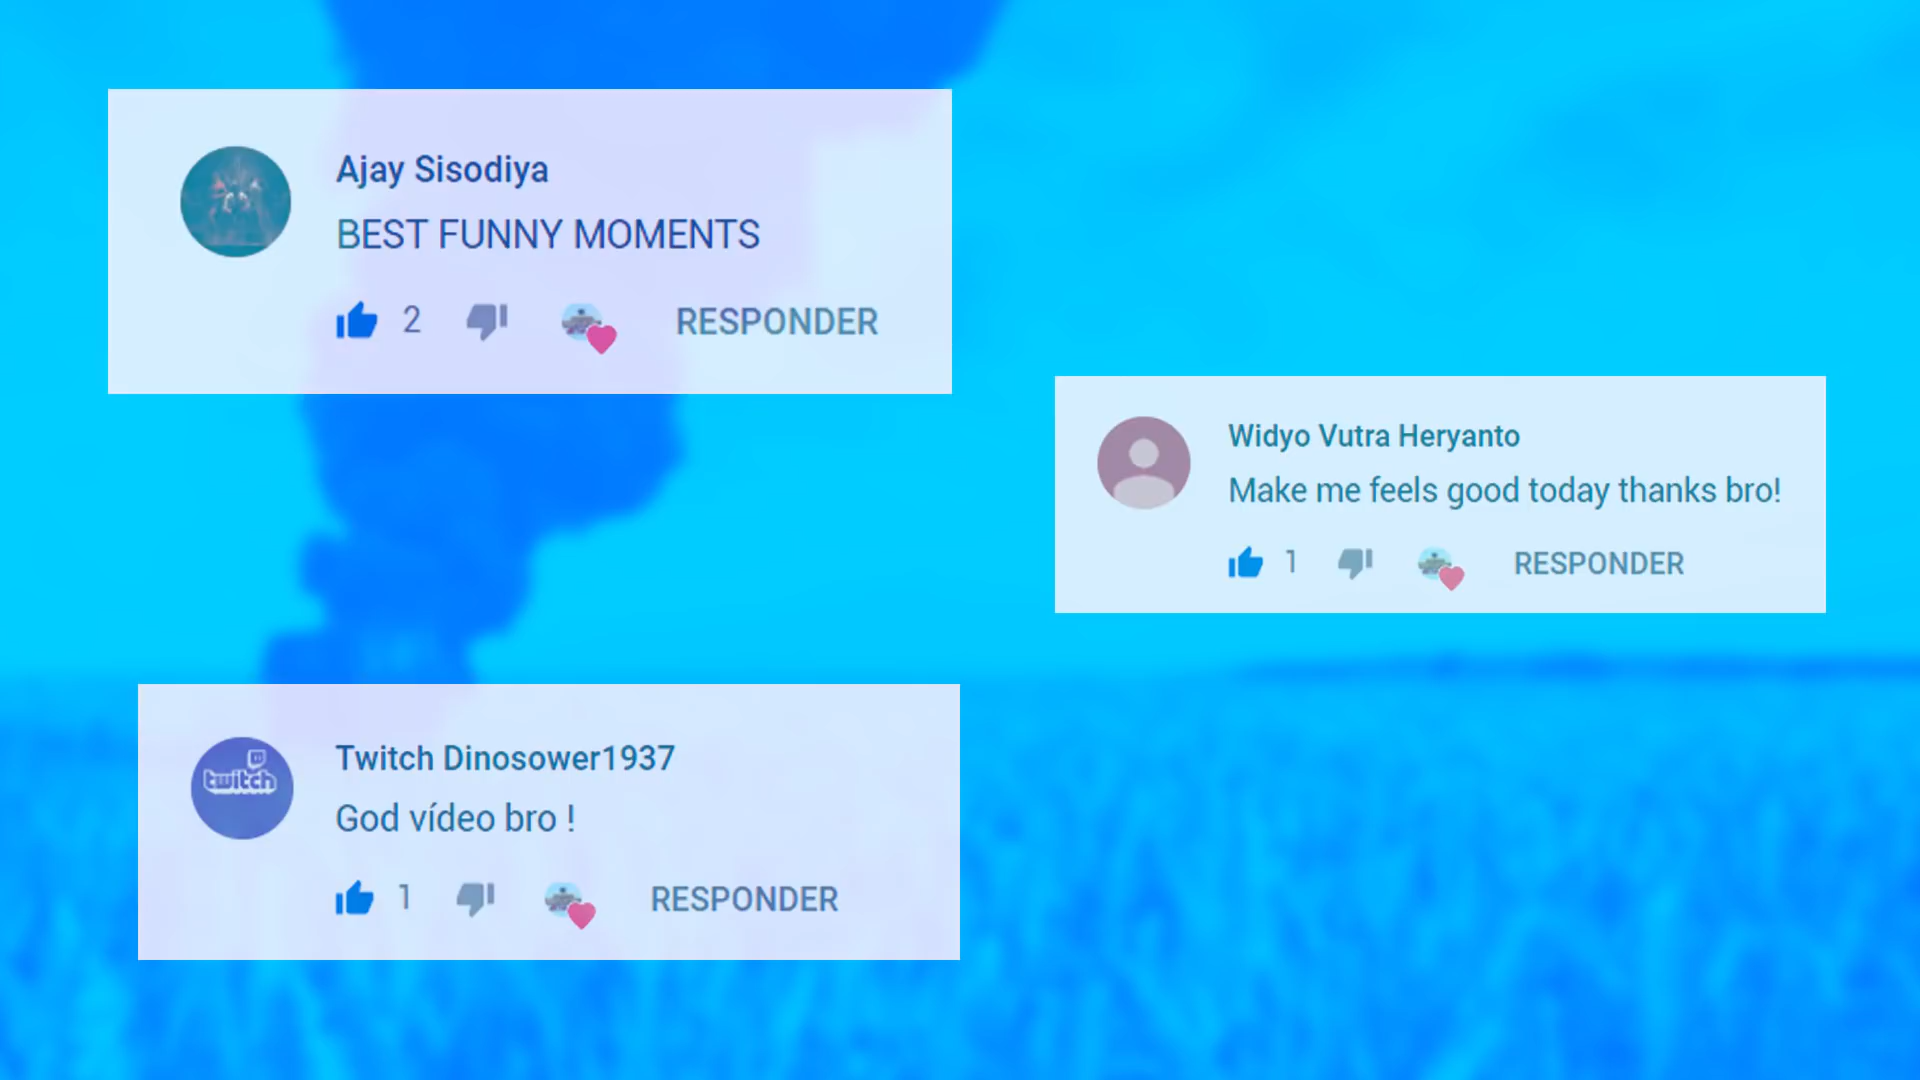 Ajay Sisodiya
BEST FUNNY MOMENTS
2 RESPONDER
Widyo Vutra Heryanto
Make me feels good today thanks bro!
1 RESPONDER
Twitch Dinosower1937
twitch
God vídeo bro !
1 RESPONDER